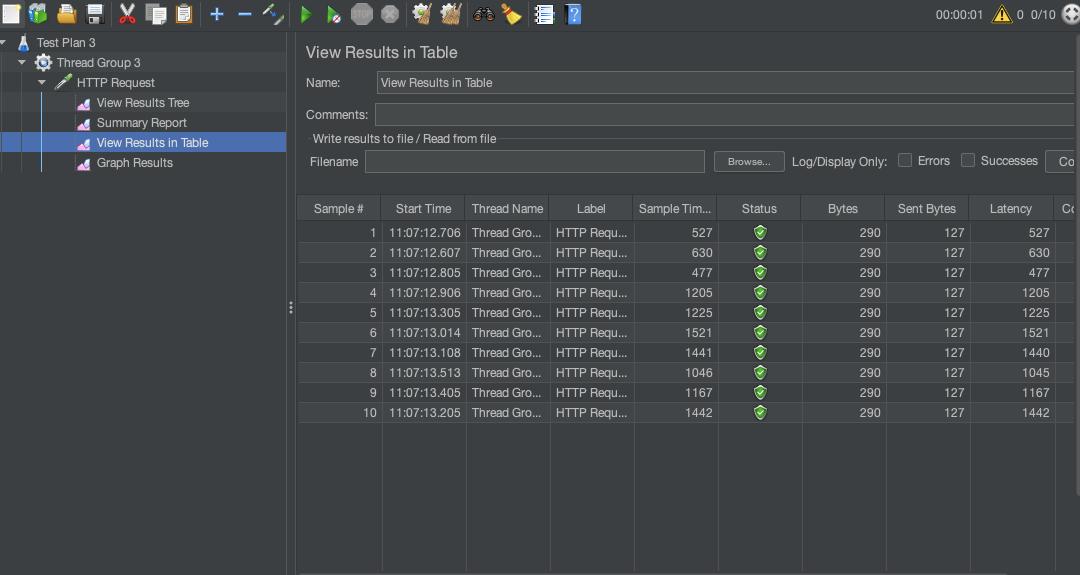 STOP 00:00:01 0 0/10
Test Plan 3
Thread Group 3
HTTP Request
View Results Tree
Summary Report
View Results in Table
Graph Results
View Results in Table
Name: View Results in Table
Comments:
Write results to file / Read from file
Filename Browse... Log/Display Only: Errors Successes Co
Sample # Start Time Thread Name Label Sample Tim... Status Bytes Sent Bytes Latency Co
1 11:07:12.706 Thread Gro... HTTP Requ... 527 290 127 527
2 11:07:12.607 Thread Gro... HTTP Requ... 630 290 127 630
3 11:07:12.805 Thread Gro... HTTP Requ... 477 290 127 477
4 11:07:12.906 Thread Gro... HTTP Requ... 1205 290 127 1205
5 11:07:13.305 Thread Gro... HTTP Requ... 1225 290 127 1225
6 11:07:13.014 Thread Gro... HTTP Requ... 1521 290 127 1521
7 11:07:13.108 Thread Gro... HTTP Requ... 1441 290 127 1440
8 11:07:13.513 Thread Gro... HTTP Requ... 1046 290 127 1045
9 11:07:13.405 Thread Gro... HTTP Requ... 1167 290 127 1167
10 11:07:13.205 Thread Gro... HTTP Requ... 1442 290 127 1442